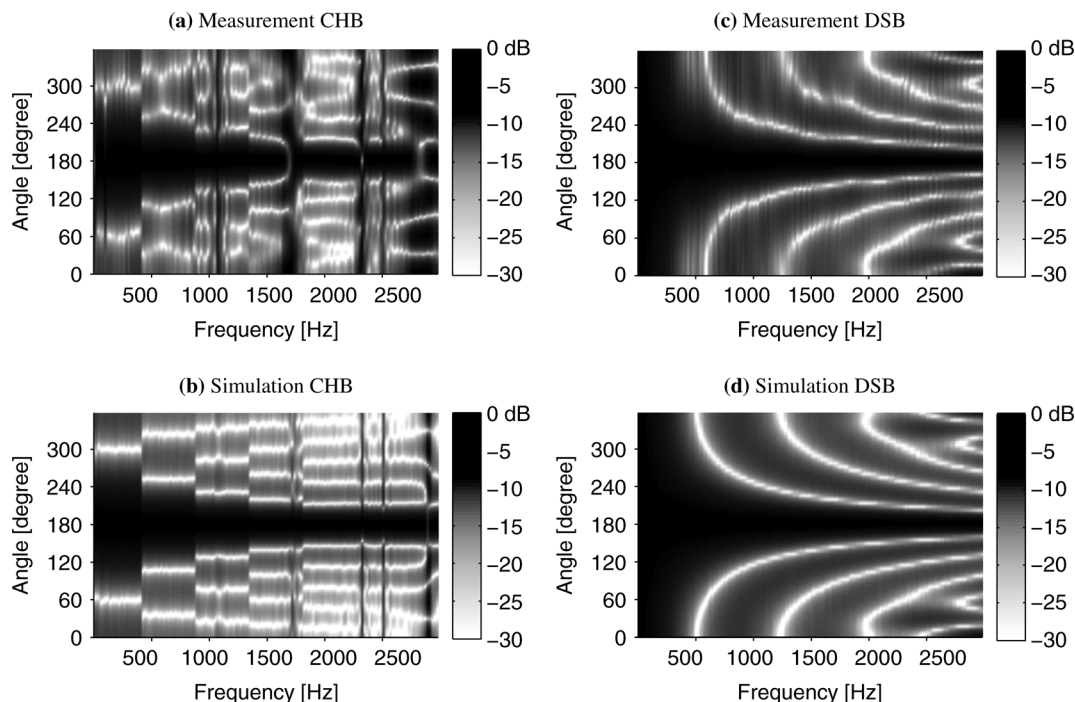 (a) Measurement CHB
0 dB
−5
−10
−15
−20
−25
−30
300
240
180
120
60
0
Angle [degree]
500 1000 1500 2000 2500
Frequency [Hz]
(c) Measurement DSB
0 dB
−5
−10
−15
−20
−25
−30
300
240
180
120
60
0
Angle [degree]
500 1000 1500 2000 2500
Frequency [Hz]
(b) Simulation CHB
0 dB
−5
−10
−15
−20
−25
−30
300
240
180
120
60
0
Angle [degree]
500 1000 1500 2000 2500
Frequency [Hz]
(d) Simulation DSB
0 dB
−5
−10
−15
−20
−25
−30
300
240
180
120
60
0
Angle [degree]
500 1000 1500 2000 2500
Frequency [Hz]